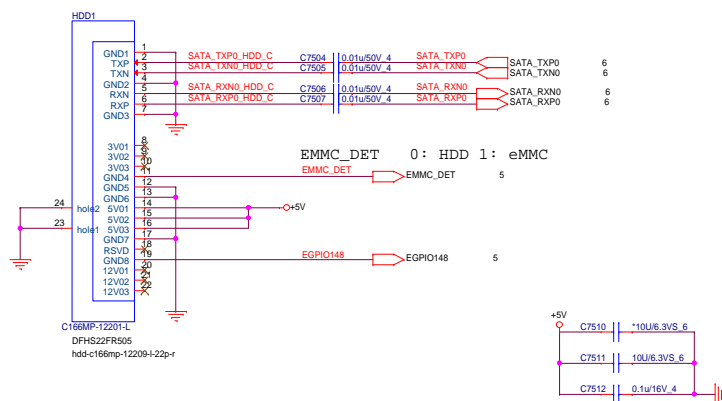 HDD1
GND1 1
TXP 2 SATA_TXP0_HDD_C C7504 0.01u/50V_4 SATA_TXP0 SATA_TXP0 6
TXN 3 SATA_TXN0_HDD_C C7505 0.01u/50V_4 SATA_TXN0 SATA_TXN0 6
GND2 4
RXN 5 SATA_RXN0_HDD_C C7506 0.01u/50V_4 SATA_RXN0 SATA_RXN0 6
RXP 6 SATA_RXP0_HDD_C C7507 0.01u/50V_4 SATA_RXP0 SATA_RXP0 6
GND3 7
3V01 8
3V02 9
EMMC_DET 0: HDD 1: eMMC
3V03 10
GND4 11 EMMC_DET EMMC_DET 5
GND5 12
GND6 13
24 hole2 5V01 14 +5V
5V02 15
23 hole1 5V03 16
GND7 17
RSVD 18
GND8 19 EGPIO148 EGPIO148 5
12V01 20
12V02 21
12V03 22
C166MP-12201-L
DFHS22FR505
hdd-c166mp-12209-l-22p-r
+5V
C7510 *10U/6.3VS_6
C7511 10U/6.3VS_6
C7512 0.1u/16V_4